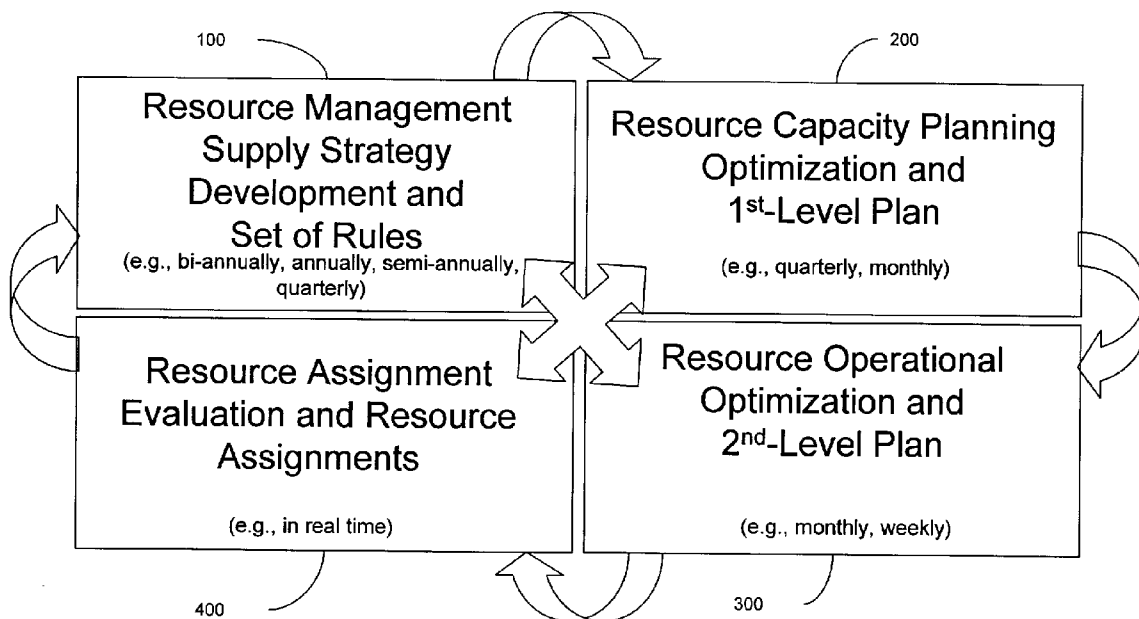 100
200
Resource Management
Supply Strategy
Development and
Set of Rules
(e.g., bi-annually, annually, semi-annually,
quarterly)
Resource Capacity Planning
Optimization and
1st-Level Plan
(e.g., quarterly, monthly)
Resource Assignment
Evaluation and Resource
Assignments
(e.g., in real time)
Resource Operational
Optimization and
2nd-Level Plan
(e.g., monthly, weekly)
400
300